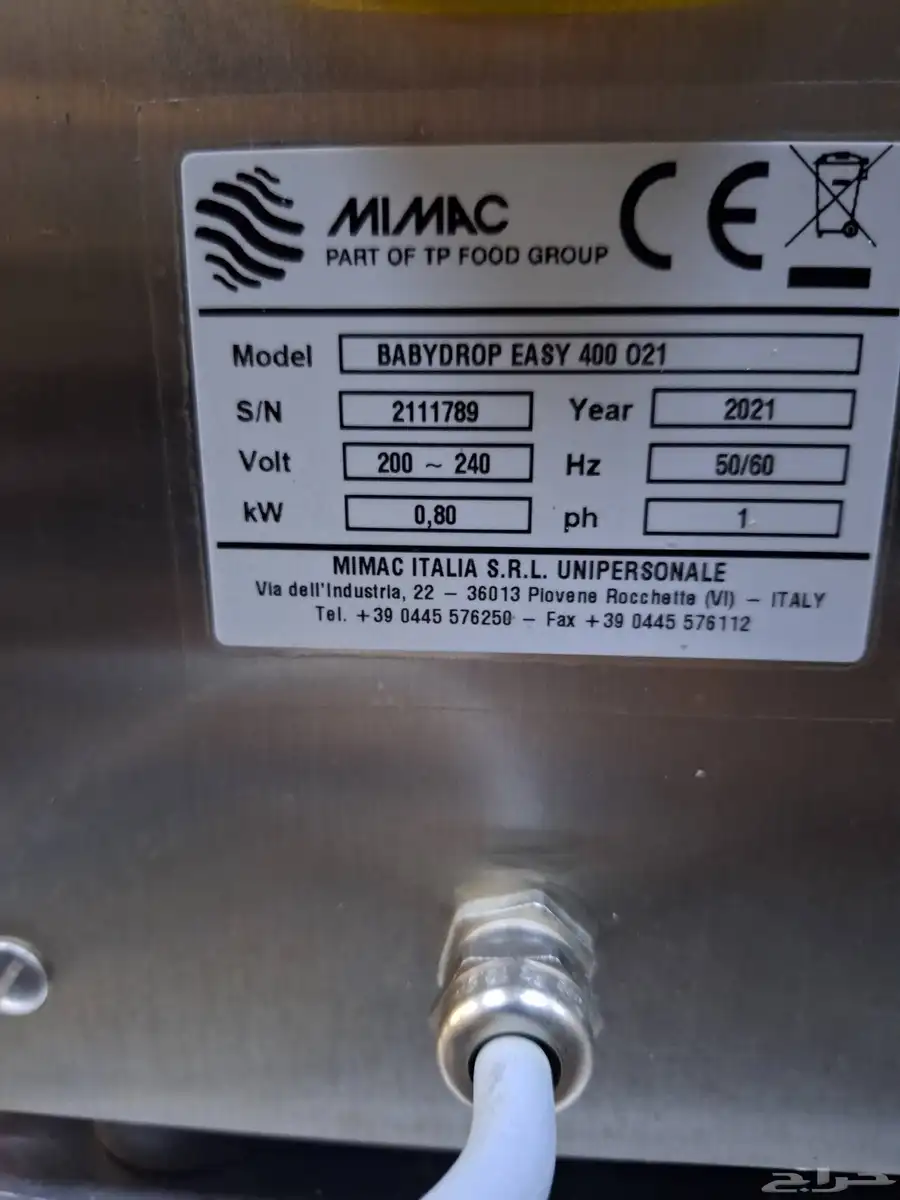 MIMAC
PART OF TP FOOD GROUP
CE
Model BABYDROP EASY 400 O21
S/N 2111789 Year 2021
Volt 200 ~ 240 Hz 50/60
kW 0,80 ph 1
MIMAC ITALIA S.R.L. UNIPERSONALE
Via dell'Industria, 22 – 36013 Piovene Rocchette (VI) – ITALY
Tel. +39 0445 576250 – Fax +39 0445 576112
حراج